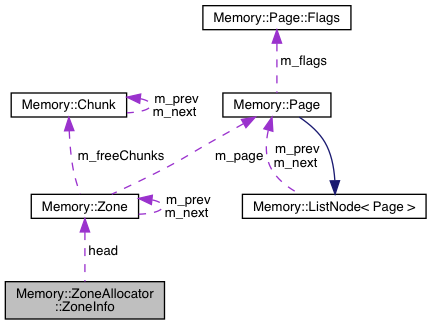 Memory::Page::Flags
m_flags
Memory::Chunk
m_prev
m_next
Memory::Page
m_freeChunks
m_page
m_prev
m_next
Memory::Zone
m_prev
m_next
Memory::ListNode< Page >
head
Memory::ZoneAllocator
::ZoneInfo